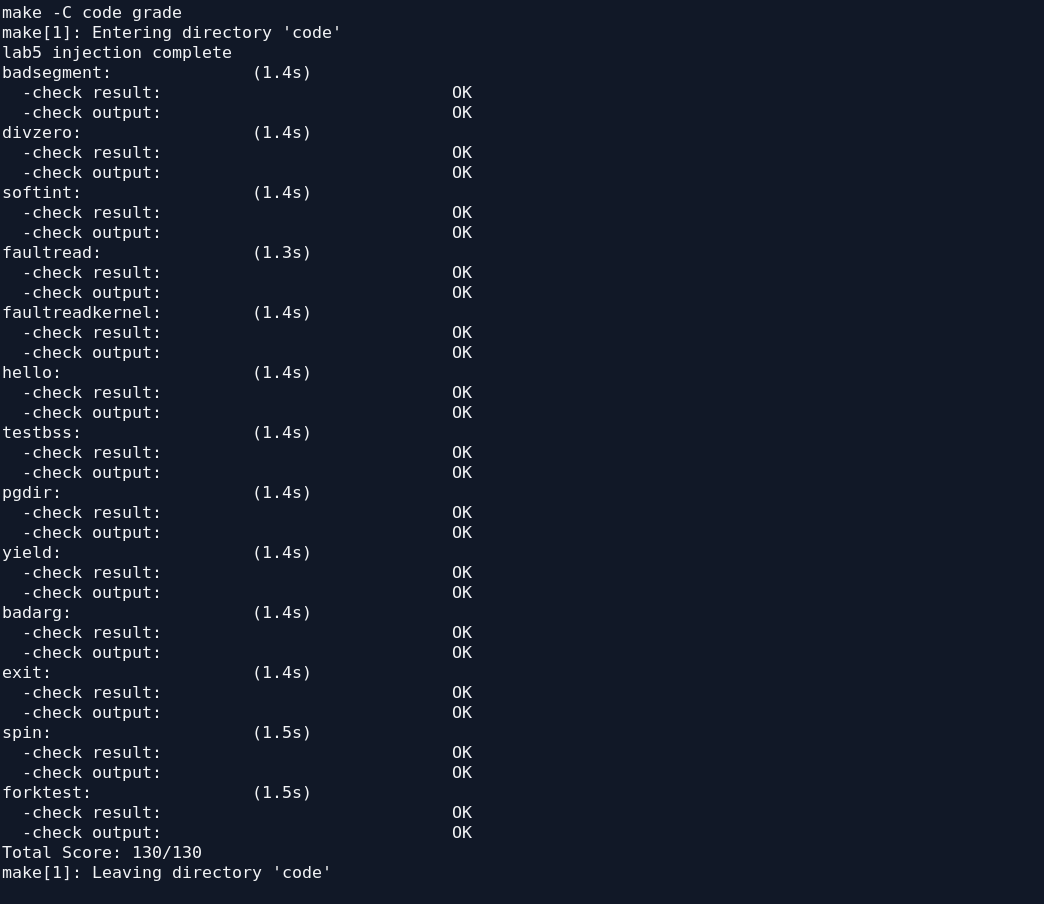 make -C code grade
make[1]: Entering directory 'code'
lab5 injection complete
badsegment:              (1.4s)
  -check result:                             OK
  -check output:                             OK
divzero:                 (1.4s)
  -check result:                             OK
  -check output:                             OK
softint:                 (1.4s)
  -check result:                             OK
  -check output:                             OK
faultread:               (1.3s)
  -check result:                             OK
  -check output:                             OK
faultreadkernel:         (1.4s)
  -check result:                             OK
  -check output:                             OK
hello:                   (1.4s)
  -check result:                             OK
  -check output:                             OK
testbss:                 (1.4s)
  -check result:                             OK
  -check output:                             OK
pgdir:                   (1.4s)
  -check result:                             OK
  -check output:                             OK
yield:                   (1.4s)
  -check result:                             OK
  -check output:                             OK
badarg:                  (1.4s)
  -check result:                             OK
  -check output:                             OK
exit:                    (1.4s)
  -check result:                             OK
  -check output:                             OK
spin:                    (1.5s)
  -check result:                             OK
  -check output:                             OK
forktest:                (1.5s)
  -check result:                             OK
  -check output:                             OK
Total Score: 130/130
make[1]: Leaving directory 'code'